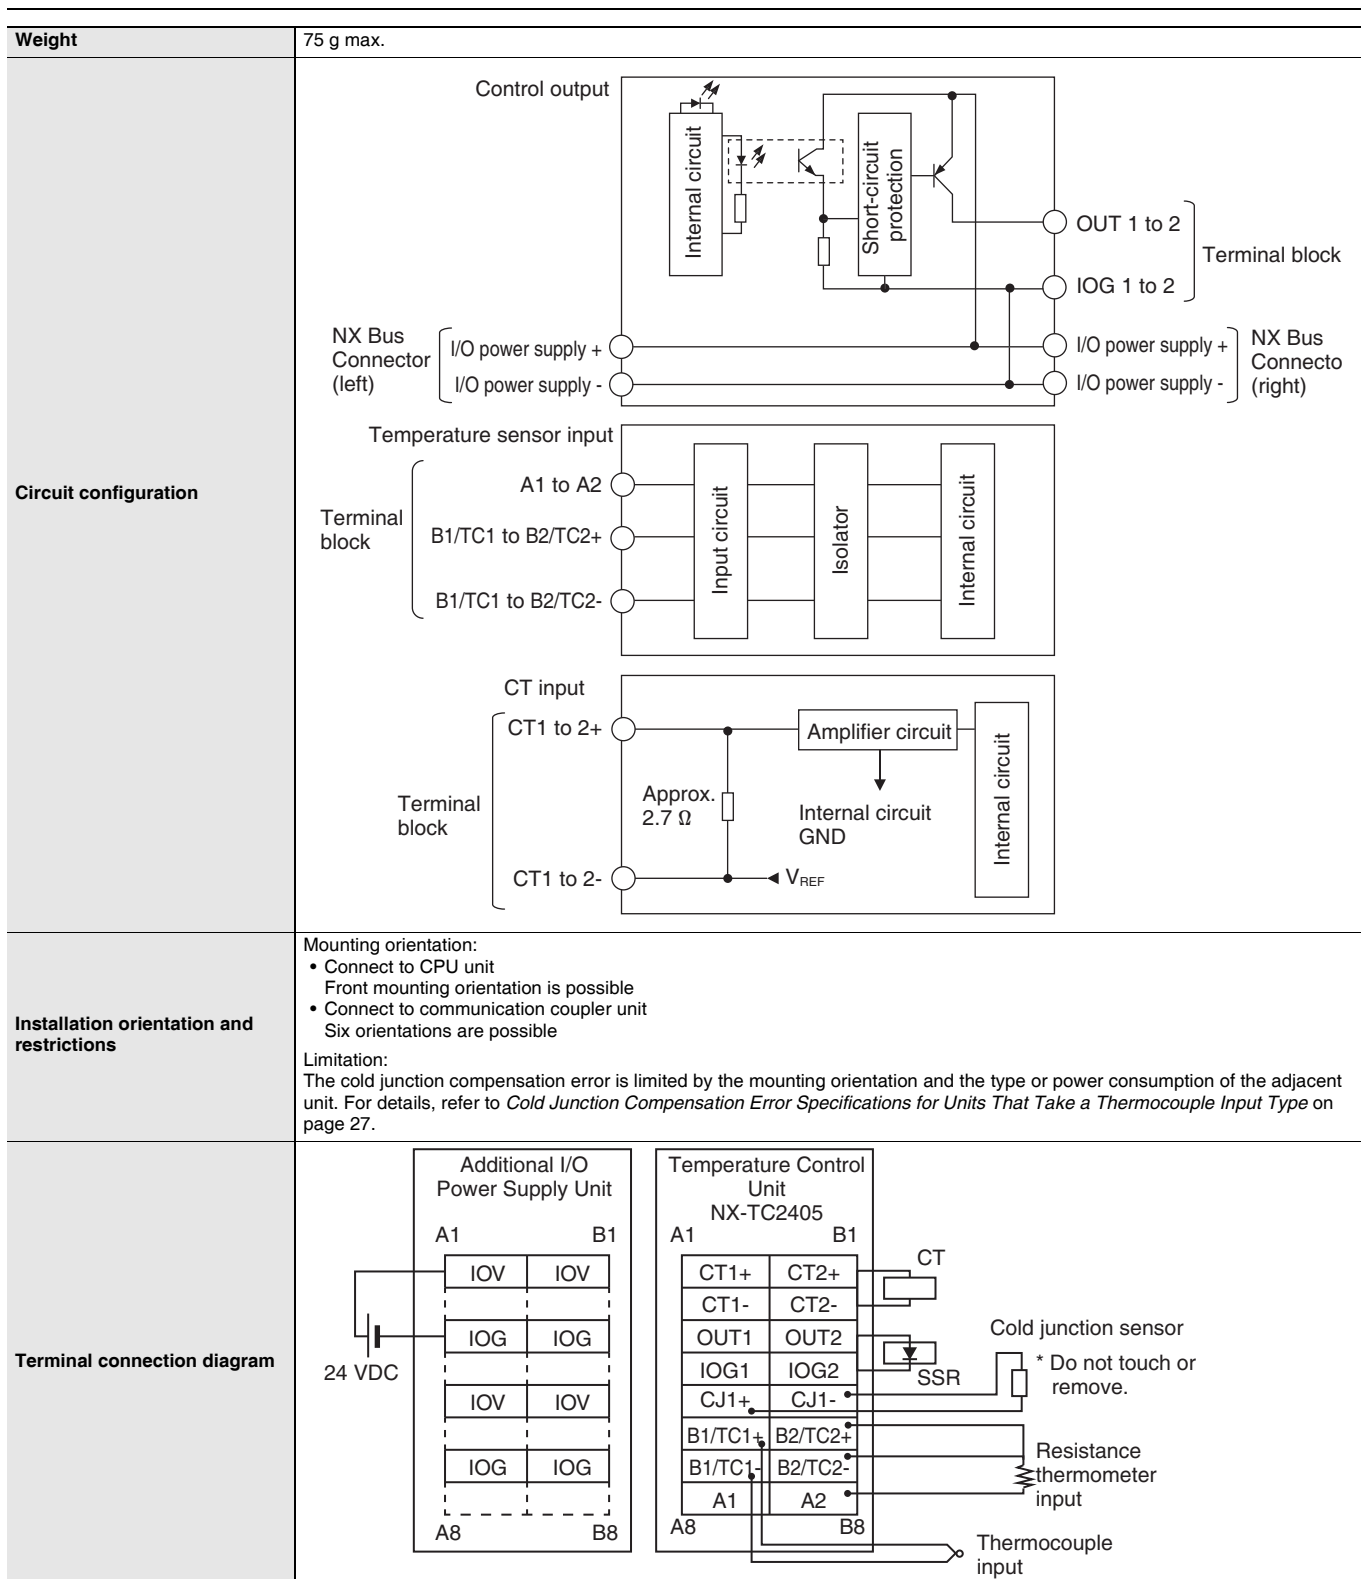 Weight
75 g max.
Circuit configuration
Control output
Internal circuit
Short-circuit
protection
OUT 1 to 2
IOG 1 to 2
Terminal block
NX Bus
Connector
(left)
I/O power supply +
I/O power supply -
I/O power supply +
I/O power supply -
NX Bus
Connecto
(right)
Temperature sensor input
Terminal
block
A1 to A2
B1/TC1 to B2/TC2+
B1/TC1 to B2/TC2-
Input circuit
Isolator
Internal circuit
CT input
Terminal
block
CT1 to 2+
CT1 to 2-
Approx.
2.7 Ω
Amplifier circuit
Internal circuit
GND
VREF
Internal circuit
Installation orientation and
restrictions
Mounting orientation:
• Connect to CPU unit
Front mounting orientation is possible
• Connect to communication coupler unit
Six orientations are possible
Limitation:
The cold junction compensation error is limited by the mounting orientation and the type or power consumption of the adjacent
unit. For details, refer to Cold Junction Compensation Error Specifications for Units That Take a Thermocouple Input Type on
page 27.
Terminal connection diagram
Additional I/O
Power Supply Unit
A1 B1
IOV IOV
IOG IOG
IOV IOV
IOG IOG
A8 B8
24 VDC
Temperature Control
Unit
NX-TC2405
A1 B1
CT1+ CT2+
CT1- CT2-
OUT1 OUT2
IOG1 IOG2
CJ1+ CJ1-
B1/TC1+ B2/TC2+
B1/TC1- B2/TC2-
A1 A2
A8 B8
CT
SSR
Cold junction sensor
* Do not touch or
remove.
Resistance
thermometer
input
Thermocouple
input